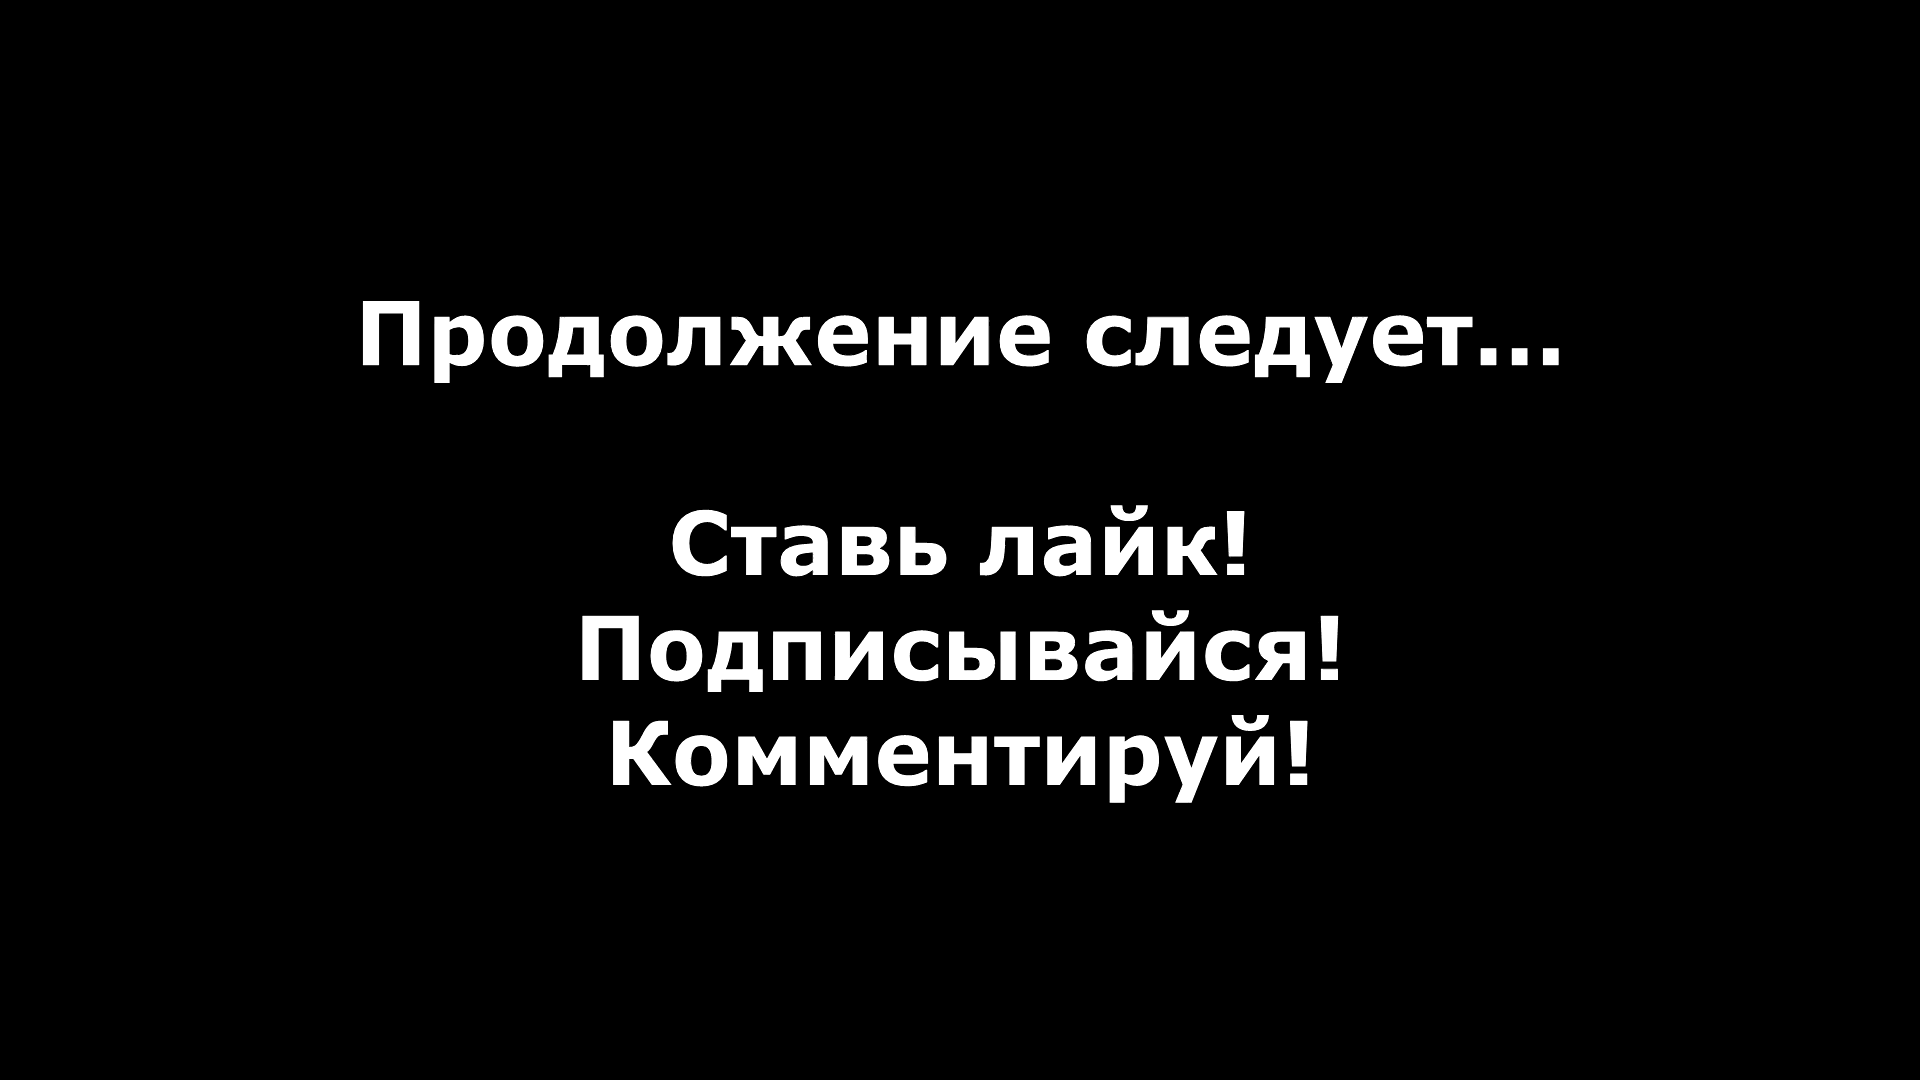 Продолжение следует...
Ставь лайк!
Подписывайся!
Комментируй!